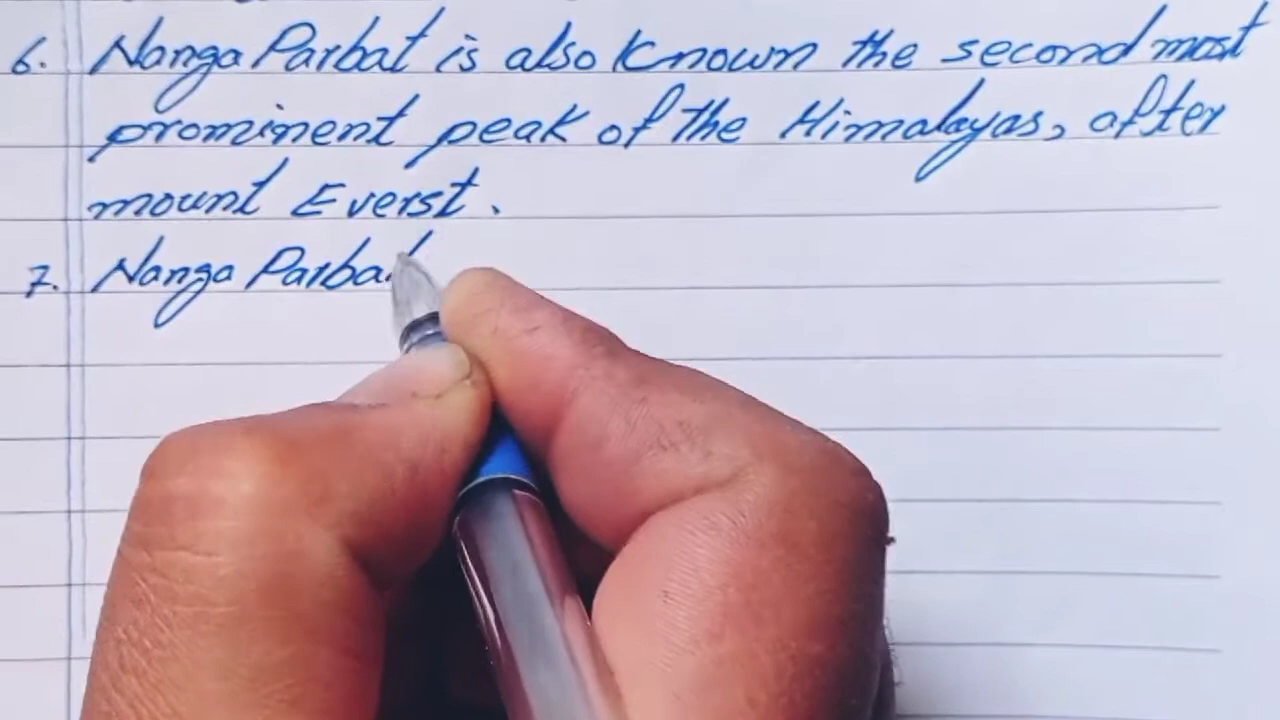 6. Nanga Parbat is also Known the second most
prominent peak of the Himalayas, after
mount Everst.
7. Nanga Parbat